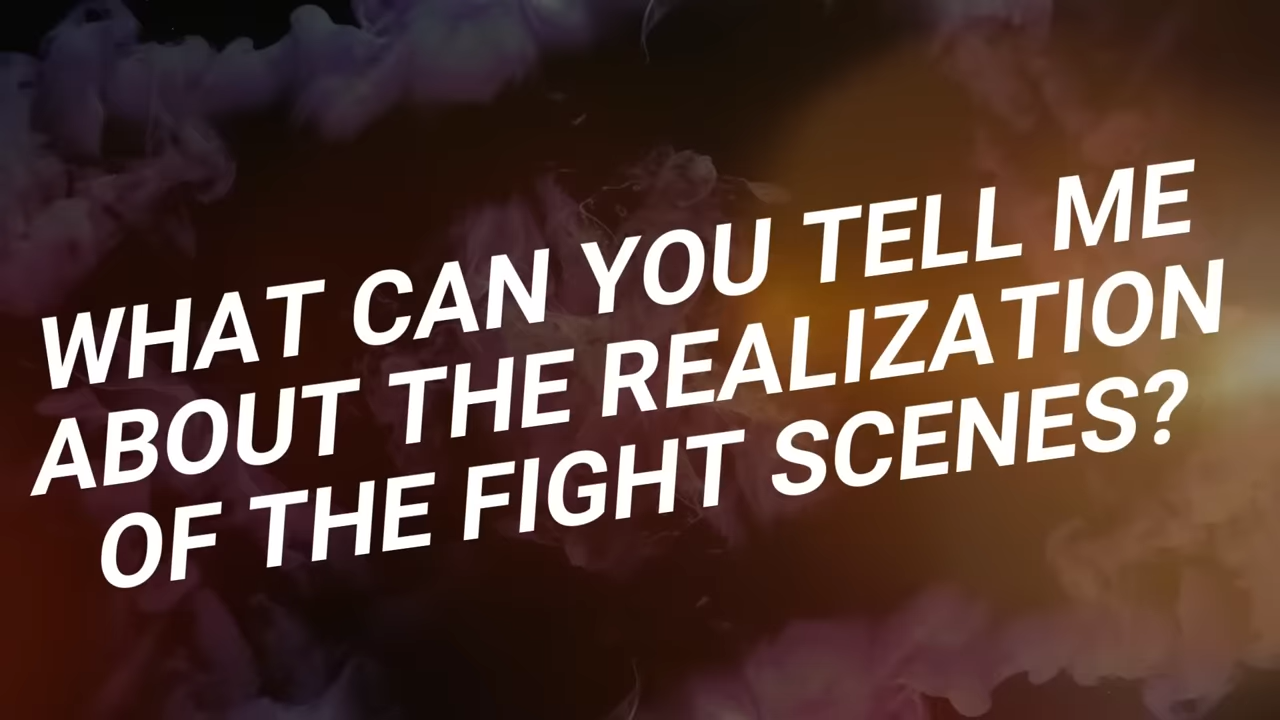 WHAT CAN YOU TELL ME
ABOUT THE REALIZATION
OF THE FIGHT SCENES?